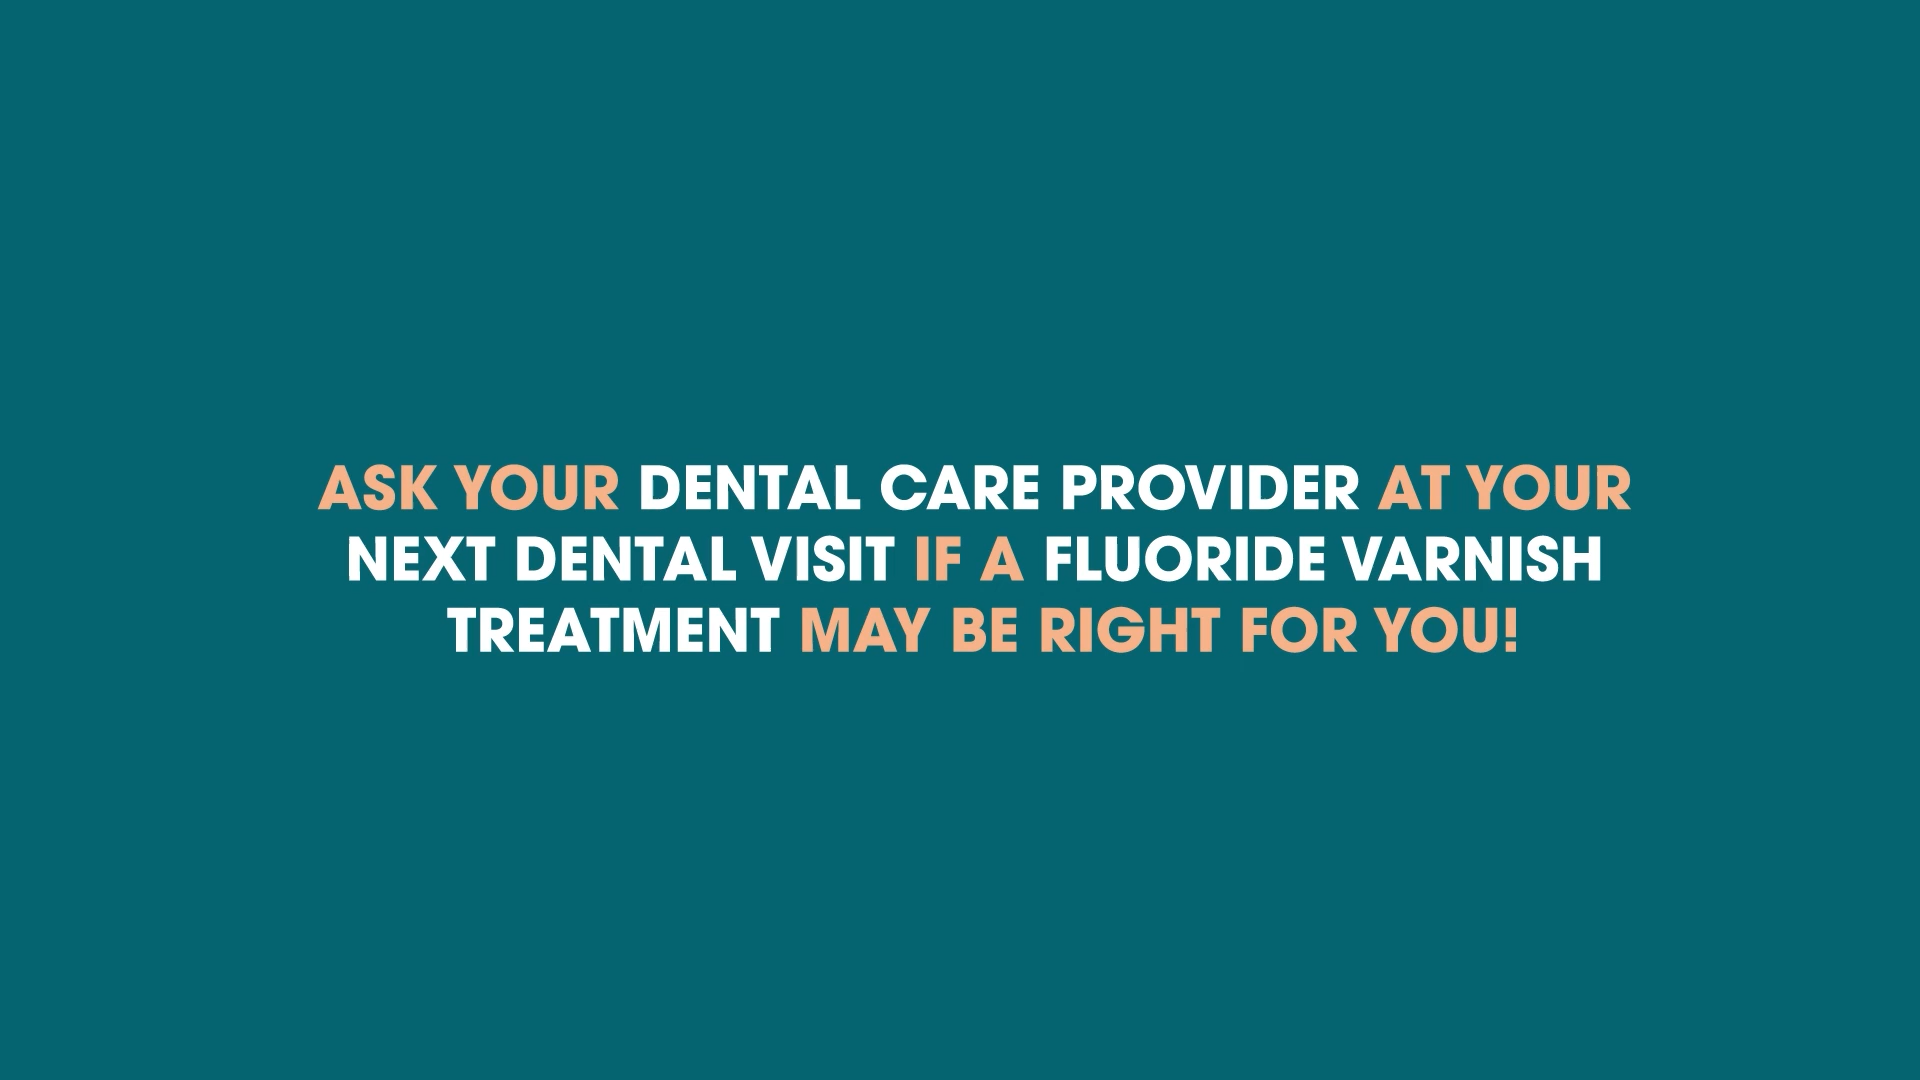 ASK YOUR DENTAL CARE PROVIDER AT YOUR
NEXT DENTAL VISIT IF A FLUORIDE VARNISH
TREATMENT MAY BE RIGHT FOR YOU!